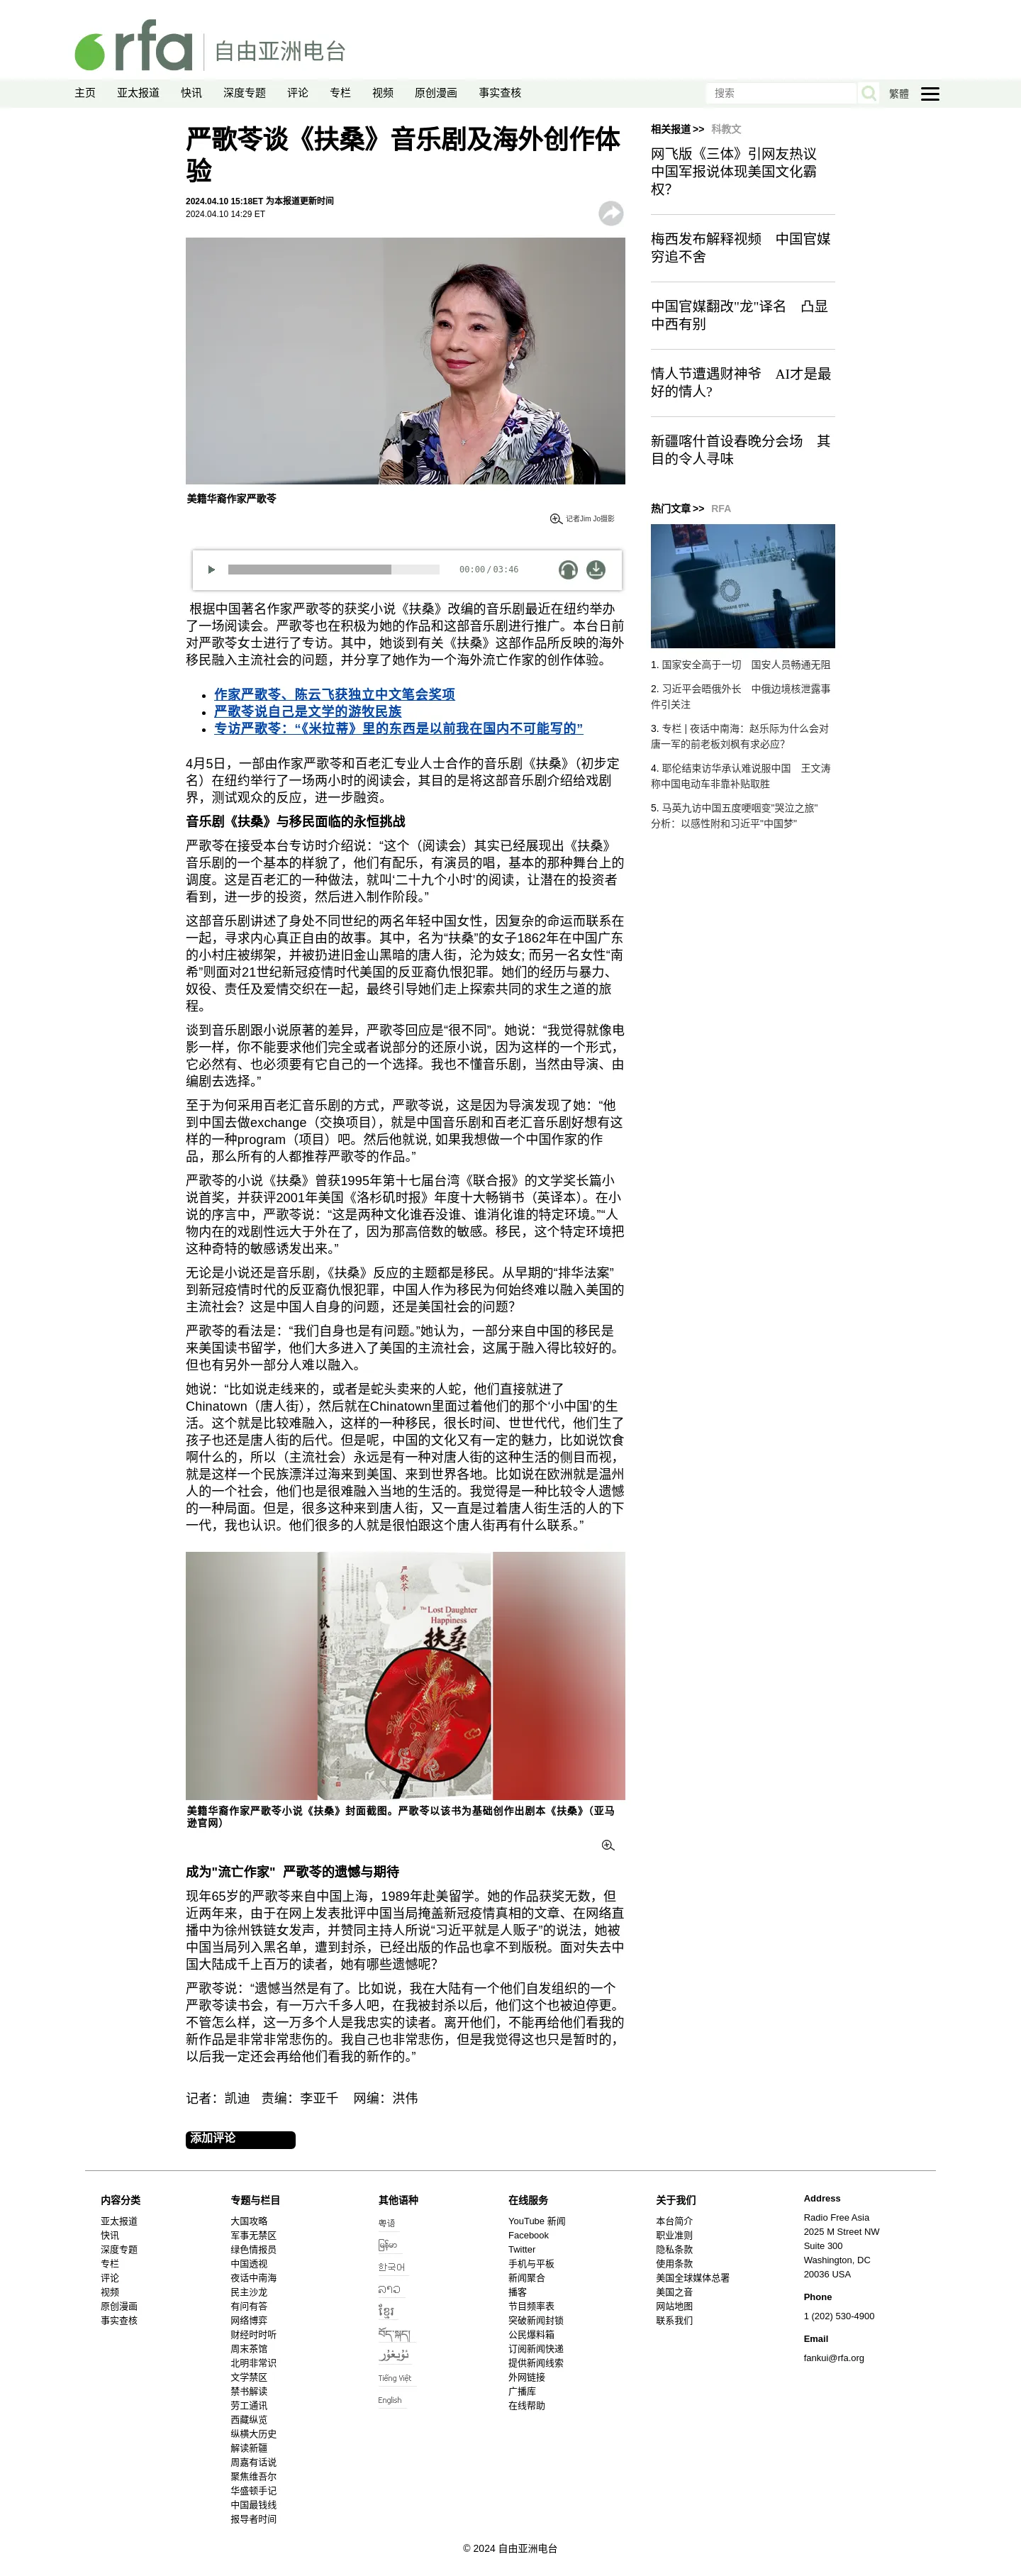 rfa 自由亚洲电台
主页 亚太报道 快讯 深度专题 评论 专栏 视频 原创漫画 事实查核 搜索 繁體
严歌苓谈《扶桑》音乐剧及海外创作体
验
2024.04.10 15:18ET 为本报道更新时间
2024.04.10 14:29 ET
美籍华裔作家严歌苓
记者Jim Jo摄影
00:00/03:46
根据中国著名作家严歌苓的获奖小说《扶桑》改编的音乐剧最近在纽约举办
了一场阅读会。严歌苓也在积极为她的作品和这部音乐剧进行推广。本台日前
对严歌苓女士进行了专访。其中，她谈到有关《扶桑》这部作品所反映的海外
移民融入主流社会的问题，并分享了她作为一个海外流亡作家的创作体验。
• 作家严歌苓、陈云飞获独立中文笔会奖项
• 严歌苓说自己是文学的游牧民族
• 专访严歌苓：“《米拉蒂》里的东西是以前我在国内不可能写的”
4月5日，一部由作家严歌苓和百老汇专业人士合作的音乐剧《扶桑》（初步定
名）在纽约举行了一场两小时的阅读会，其目的是将这部音乐剧介绍给戏剧
界，测试观众的反应，进一步融资。
音乐剧《扶桑》与移民面临的永恒挑战
严歌苓在接受本台专访时介绍说：“这个（阅读会）其实已经展现出《扶桑》
音乐剧的一个基本的样貌了，他们有配乐，有演员的唱，基本的那种舞台上的
调度。这是百老汇的一种做法，就叫‘二十九个小时’的阅读，让潜在的投资者
看到，进一步的投资，然后进入制作阶段。”
这部音乐剧讲述了身处不同世纪的两名年轻中国女性，因复杂的命运而联系在
一起，寻求内心真正自由的故事。其中，名为“扶桑”的女子1862年在中国广东
的小村庄被绑架，并被扔进旧金山黑暗的唐人街，沦为妓女; 而另一名女性“南
希”则面对21世纪新冠疫情时代美国的反亚裔仇恨犯罪。她们的经历与暴力、
奴役、责任及爱情交织在一起，最终引导她们走上探索共同的求生之道的旅
程。
谈到音乐剧跟小说原著的差异，严歌苓回应是“很不同”。她说：“我觉得就像电
影一样，你不能要求他们完全或者说部分的还原小说，因为这样的一个形式，
它必然有、也必须要有它自己的一个选择。我也不懂音乐剧，当然由导演、由
编剧去选择。”
至于为何采用百老汇音乐剧的方式，严歌苓说，这是因为导演发现了她：“他
到中国去做exchange（交换项目），就是中国音乐剧和百老汇音乐剧好想有这
样的一种program（项目）吧。然后他就说, 如果我想做一个中国作家的作
品，那么所有的人都推荐严歌苓的作品。”
严歌苓的小说《扶桑》曾获1995年第十七届台湾《联合报》的文学奖长篇小
说首奖，并获评2001年美国《洛杉矶时报》年度十大畅销书（英译本）。在小
说的序言中，严歌苓说：“这是两种文化谁吞没谁、谁消化谁的特定环境。”“人
物内在的戏剧性远大于外在了，因为那高倍数的敏感。移民，这个特定环境把
这种奇特的敏感诱发出来。”
无论是小说还是音乐剧，《扶桑》反应的主题都是移民。从早期的“排华法案”
到新冠疫情时代的反亚裔仇恨犯罪，中国人作为移民为何始终难以融入美国的
主流社会？这是中国人自身的问题，还是美国社会的问题？
严歌苓的看法是：“我们自身也是有问题。”她认为，一部分来自中国的移民是
来美国读书留学，他们大多进入了美国的主流社会，这属于融入得比较好的。
但也有另外一部分人难以融入。
她说：“比如说走线来的，或者是蛇头卖来的人蛇，他们直接就进了
Chinatown（唐人街），然后就在Chinatown里面过着他们的那个‘小中国’的生
活。这个就是比较难融入，这样的一种移民，很长时间、世世代代，他们生了
孩子也还是唐人街的后代。但是呢，中国的文化又有一定的魅力，比如说饮食
啊什么的，所以（主流社会）永远是有一种对唐人街的这种生活的侧目而视，
就是这样一个民族漂洋过海来到美国、来到世界各地。比如说在欧洲就是温州
人的一个社会，他们也是很难融入当地的生活的。我觉得是一种比较令人遗憾
的一种局面。但是，很多这种来到唐人街，又一直是过着唐人街生活的人的下
一代，我也认识。他们很多的人就是很怕跟这个唐人街再有什么联系。”
严歌苓
The Lost Daughter
Happiness
扶桑
美籍华裔作家严歌苓小说《扶桑》封面截图。严歌苓以该书为基础创作出剧本《扶桑》（亚马
逊官网）
成为"流亡作家" 严歌苓的遗憾与期待
现年65岁的严歌苓来自中国上海，1989年赴美留学。她的作品获奖无数，但
近两年来，由于在网上发表批评中国当局掩盖新冠疫情真相的文章、在网络直
播中为徐州铁链女发声，并赞同主持人所说“习近平就是人贩子”的说法，她被
中国当局列入黑名单，遭到封杀，已经出版的作品也拿不到版税。面对失去中
国大陆成千上百万的读者，她有哪些遗憾呢？
严歌苓说：“遗憾当然是有了。比如说，我在大陆有一个他们自发组织的一个
严歌苓读书会，有一万六千多人吧，在我被封杀以后，他们这个也被迫停更。
不管怎么样，这一万多个人是我忠实的读者。离开他们，不能再给他们看我的
新作品是非常非常悲伤的。我自己也非常悲伤，但是我觉得这也只是暂时的，
以后我一定还会再给他们看我的新作的。”
记者：凯迪 责编：李亚千 网编：洪伟
添加评论
相关报道 >> 科教文
网飞版《三体》引网友热议
中国军报说体现美国文化霸
权？
梅西发布解释视频 中国官媒
穷追不舍
中国官媒翻改"龙"译名 凸显
中西有别
情人节遭遇财神爷 AI才是最
好的情人?
新疆喀什首设春晚分会场 其
目的令人寻味
热门文章 >> RFA
1. 国家安全高于一切 国安人员畅通无阻
2. 习近平会晤俄外长 中俄边境核泄露事
件引关注
3. 专栏 | 夜话中南海：赵乐际为什么会对
唐一军的前老板刘枫有求必应？
4. 耶伦结束访华承认难说服中国 王文涛
称中国电动车非靠补贴取胜
5. 马英九访中国五度哽咽变"哭泣之旅"
分析：以感性附和习近平"中国梦"
内容分类
亚太报道
快讯
深度专题
专栏
评论
视频
原创漫画
事实查核
专题与栏目
大国攻略
军事无禁区
绿色情报员
中国透视
夜话中南海
民主沙龙
有问有答
网络博弈
财经时时听
周末茶馆
北明非常识
文学禁区
禁书解读
劳工通讯
西藏纵览
纵横大历史
解读新疆
周嘉有话说
聚焦维吾尔
华盛顿手记
中国最钱线
报导者时间
其他语种
粤语
မြန်မာ
한국어
ລາວ
ខ្មែរ
བོད་སྐད།
ئۇيغۇر
Tiếng Việt
English
在线服务
YouTube 新闻
Facebook
Twitter
手机与平板
新闻聚合
播客
节目频率表
突破新闻封锁
公民爆料箱
订阅新闻快递
提供新闻线索
外网链接
广播库
在线帮助
关于我们
本台简介
职业准则
隐私条款
使用条款
美国全球媒体总署
美国之音
网站地图
联系我们
Address
Radio Free Asia
2025 M Street NW
Suite 300
Washington, DC
20036 USA
Phone
1 (202) 530-4900
Email
fankui@rfa.org
© 2024 自由亚洲电台